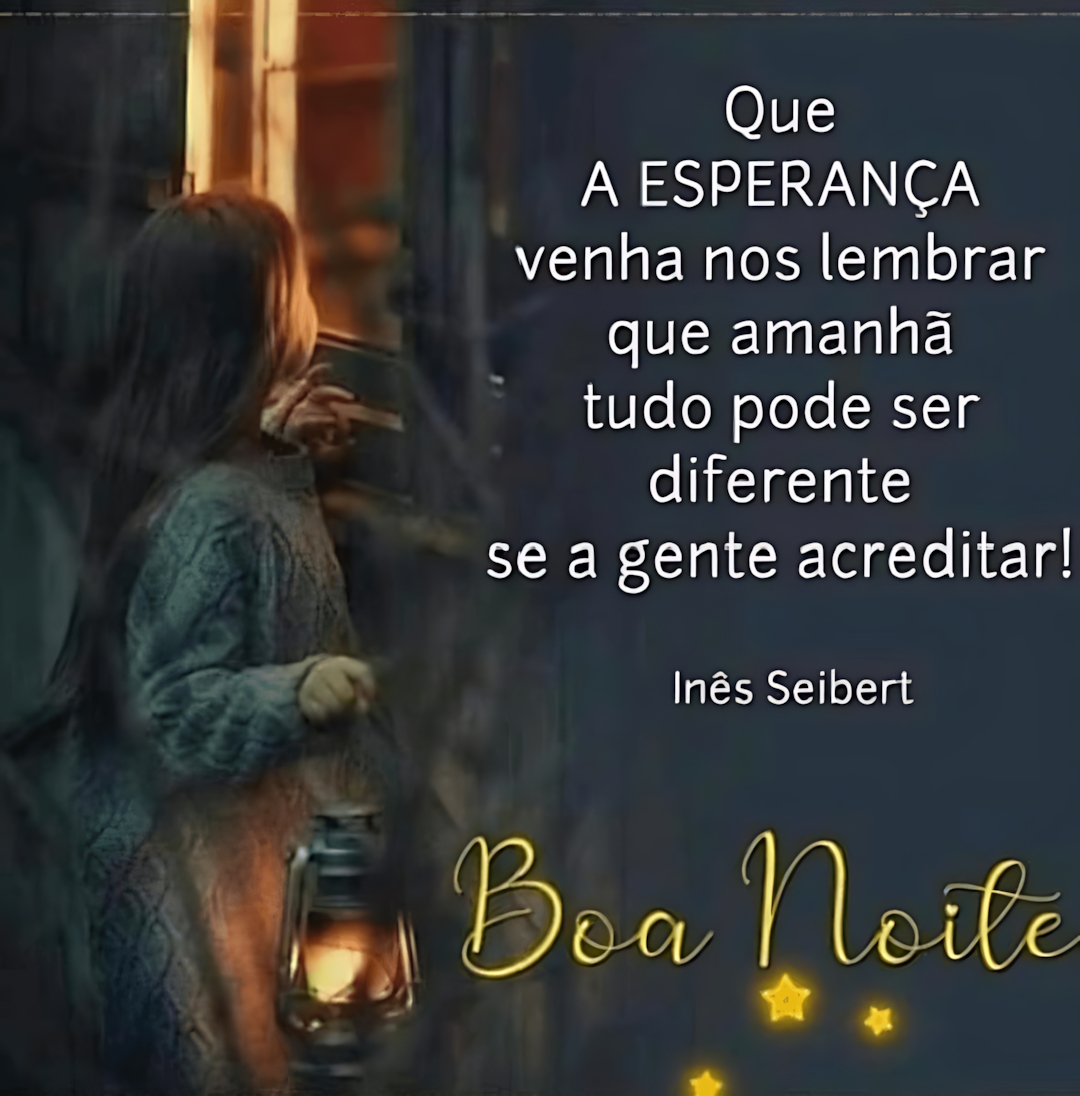 Que
A ESPERANÇA
venha nos lembrar
que amanhã
tudo pode ser
diferente
se a gente acreditar!
Inês Seibert
Boa Noite